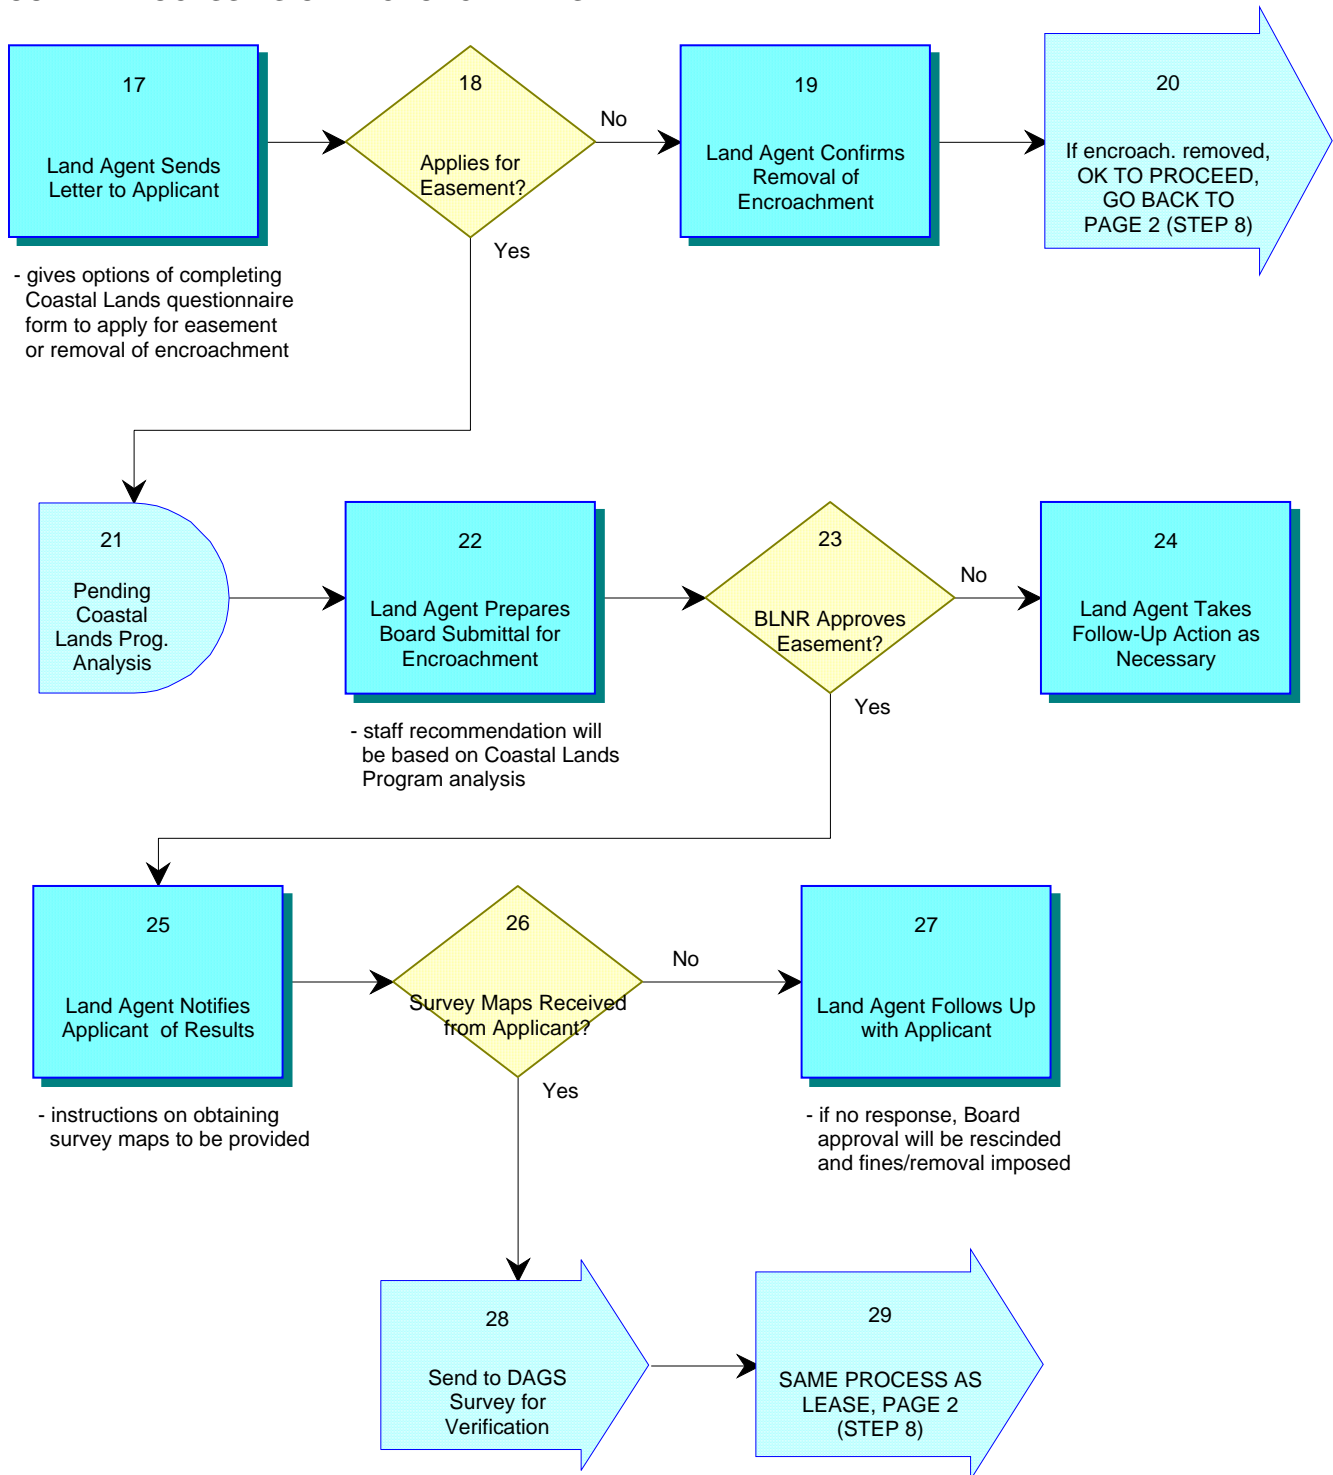 17
Land Agent Sends
Letter to Applicant
- gives options of completing
Coastal Lands questionnaire
form to apply for easement
or removal of encroachment
18
Applies for
Easement?
No
Yes
19
Land Agent Confirms
Removal of
Encroachment
20
If encroach. removed,
OK TO PROCEED,
GO BACK TO
PAGE 2 (STEP 8)
21
Pending
Coastal
Lands Prog.
Analysis
22
Land Agent Prepares
Board Submittal for
Encroachment
- staff recommendation will
be based on Coastal Lands
Program analysis
23
BLNR Approves
Easement?
No
Yes
24
Land Agent Takes
Follow-Up Action as
Necessary
25
Land Agent Notifies
Applicant of Results
- instructions on obtaining
survey maps to be provided
26
Survey Maps Received
from Applicant?
No
Yes
27
Land Agent Follows Up
with Applicant
- if no response, Board
approval will be rescinded
and fines/removal imposed
28
Send to DAGS
Survey for
Verification
29
SAME PROCESS AS
LEASE, PAGE 2
(STEP 8)